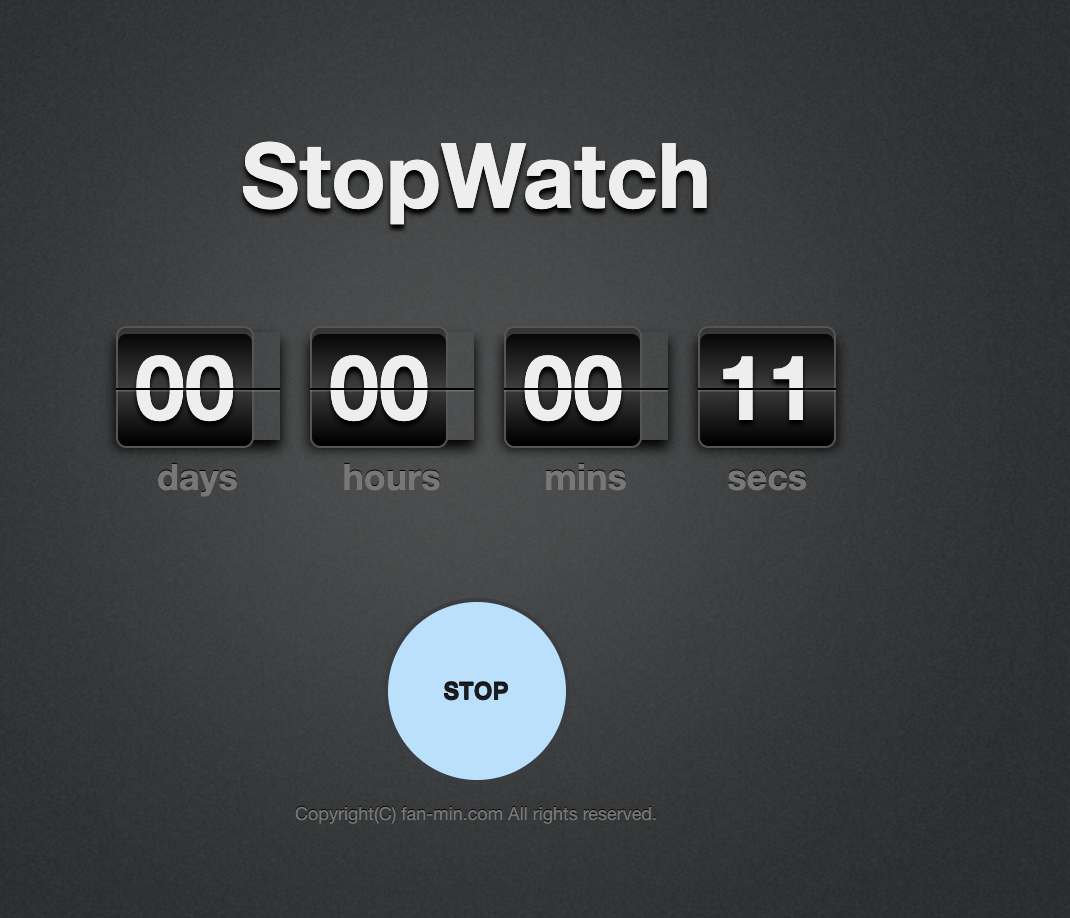 StopWatch
00 00 00 11
days hours mins secs
STOP
Copyright(C) fan-min.com All rights reserved.